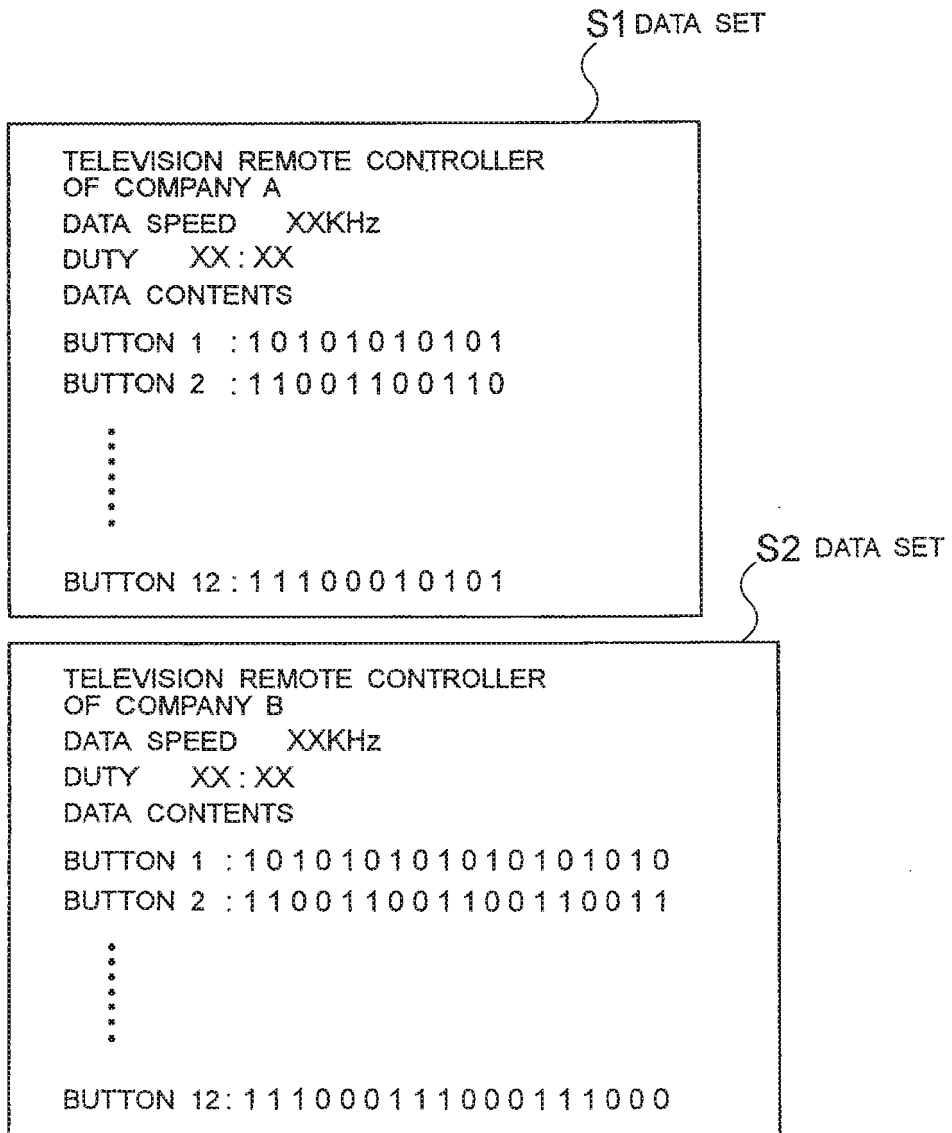 S1 DATA SET
TELEVISION REMOTE CONTROLLER
OF COMPANY A
DATA SPEED XXKHz
DUTY XX : XX
DATA CONTENTS
BUTTON 1 : 1 0 1 0 1 0 1 0 1 0 1
BUTTON 2 : 1 1 0 0 1 1 0 0 1 1 0
BUTTON 12 : 1 1 1 0 0 0 1 0 1 0 1
S2 DATA SET
TELEVISION REMOTE CONTROLLER
OF COMPANY B
DATA SPEED XXKHz
DUTY XX : XX
DATA CONTENTS
BUTTON 1 : 1 0 1 0 1 0 1 0 1 0 1 0 1 0 1 0 1 0
BUTTON 2 : 1 1 0 0 1 1 0 0 1 1 0 0 1 1 0 0 1 1
BUTTON 12 : 1 1 1 0 0 0 1 1 1 0 0 0 1 1 1 0 0 0